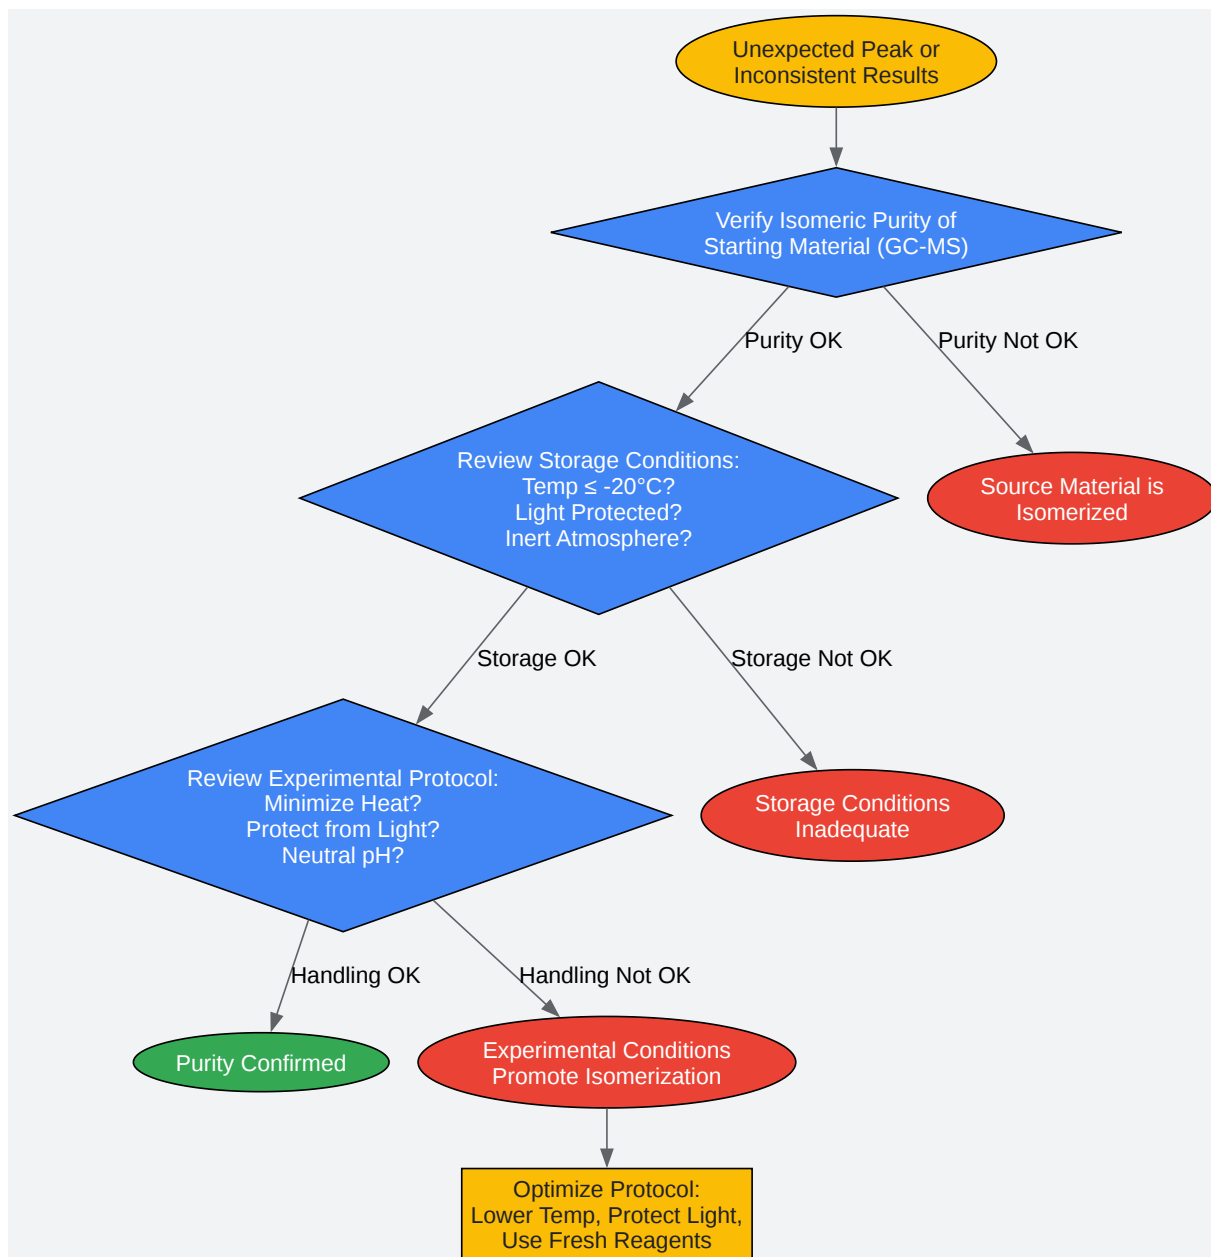 Unexpected Peak or
Inconsistent Results
Verify Isomeric Purity of
Starting Material (GC-MS)
Purity OK
Purity Not OK
Review Storage Conditions:
Temp ≤ -20°C?
Light Protected?
Inert Atmosphere?
Source Material is
Isomerized
Storage OK
Storage Not OK
Review Experimental Protocol:
Minimize Heat?
Protect from Light?
Neutral pH?
Storage Conditions
Inadequate
Handling OK
Handling Not OK
Purity Confirmed
Experimental Conditions
Promote Isomerization
Optimize Protocol:
Lower Temp, Protect Light,
Use Fresh Reagents